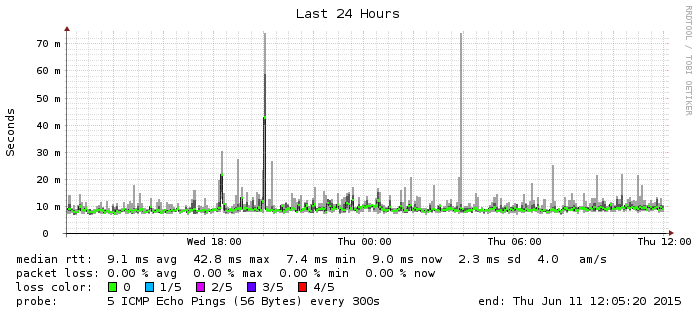 Last 24 Hours
RRDTOOL / TOBI OETIKER
Seconds
70 m
60 m
50 m
40 m
30 m
20 m
10 m
0
Wed 18:00 Thu 00:00 Thu 06:00 Thu 12:00
median rtt: 9.1 ms avg 42.8 ms max 7.4 ms min 9.0 ms now 2.3 ms sd 4.0 am/s
packet loss: 0.00 % avg 0.00 % max 0.00 % min 0.00 % now
loss color: 0 1/5 2/5 3/5 4/5
probe: 5 ICMP Echo Pings (56 Bytes) every 300s end: Thu Jun 11 12:05:20 2015